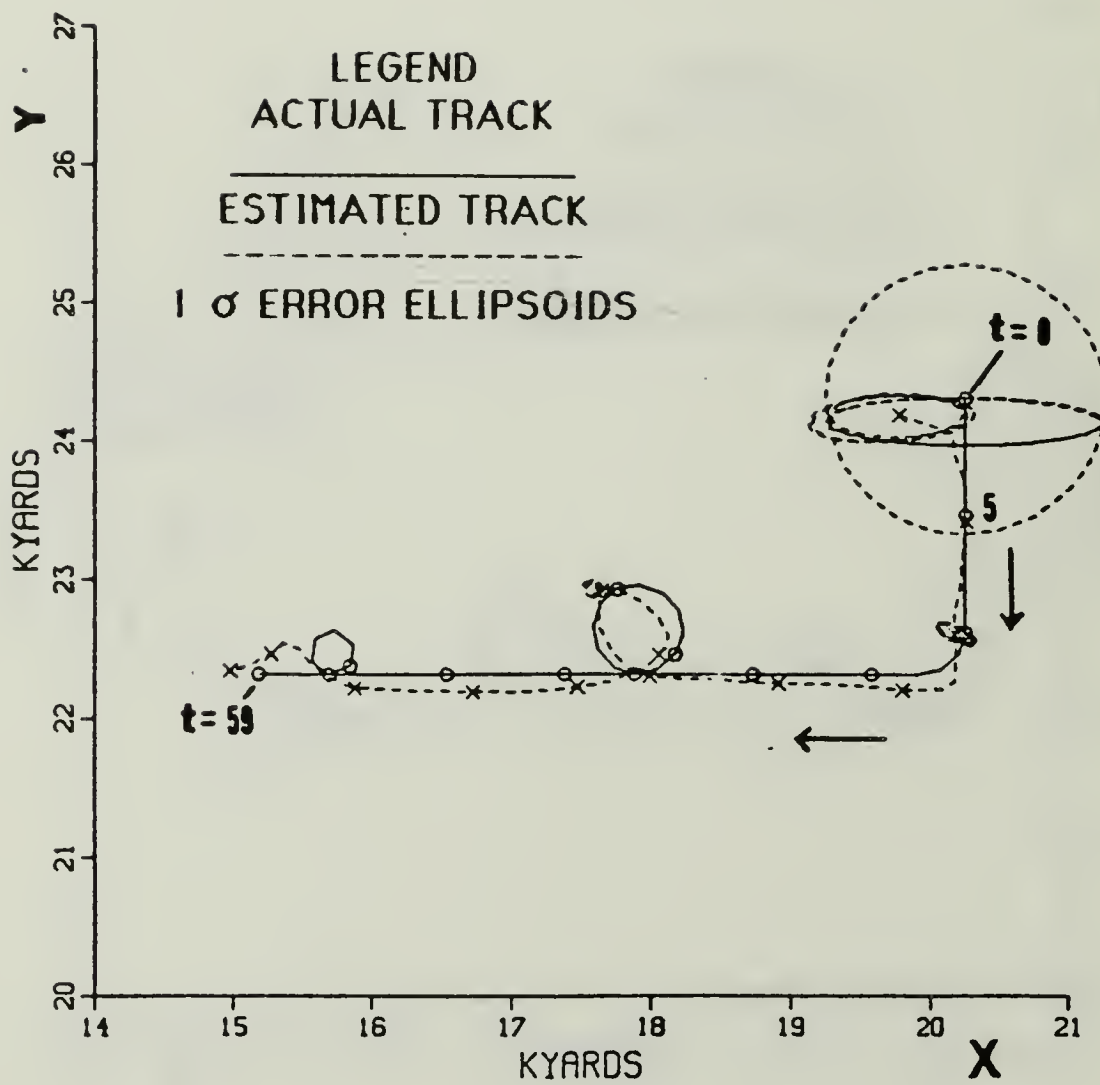 LEGEND
ACTUAL TRACK
ESTIMATED TRACK
1 σ ERROR ELLIPSOIDS
t = 0
5
t = 59
Y
KYARDS
27
26
25
24
23
22
21
20
14 15 16 17 18 19 20 21
KYARDS X